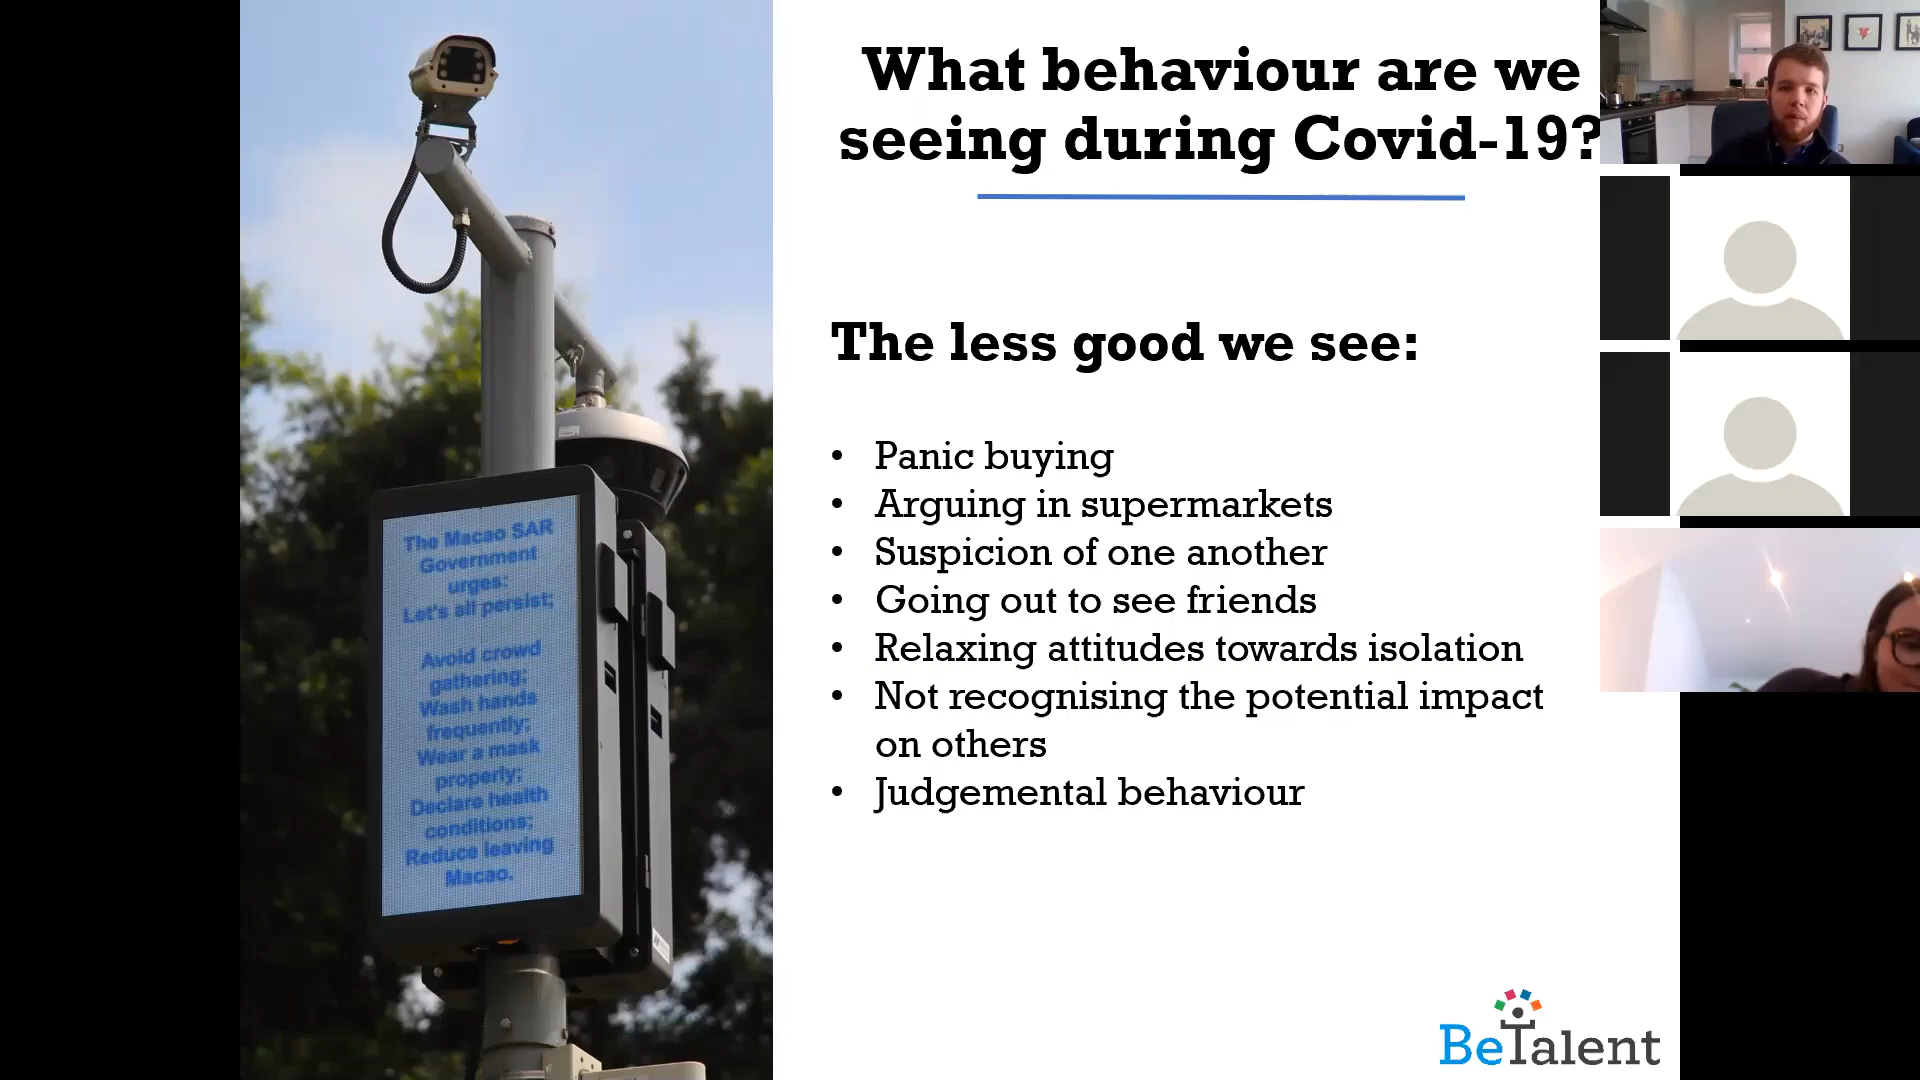 What behaviour are we
seeing during Covid-19?
The less good we see:
• Panic buying
• Arguing in supermarkets
• Suspicion of one another
• Going out to see friends
• Relaxing attitudes towards isolation
• Not recognising the potential impact
on others
• Judgemental behaviour
The Macao SAR
Government
urges:
Let's all persist;
Avoid crowd
gathering;
Wash hands
frequently;
Wear a mask
properly;
Declare health
conditions;
Reduce leaving
Macao.
BeTalent